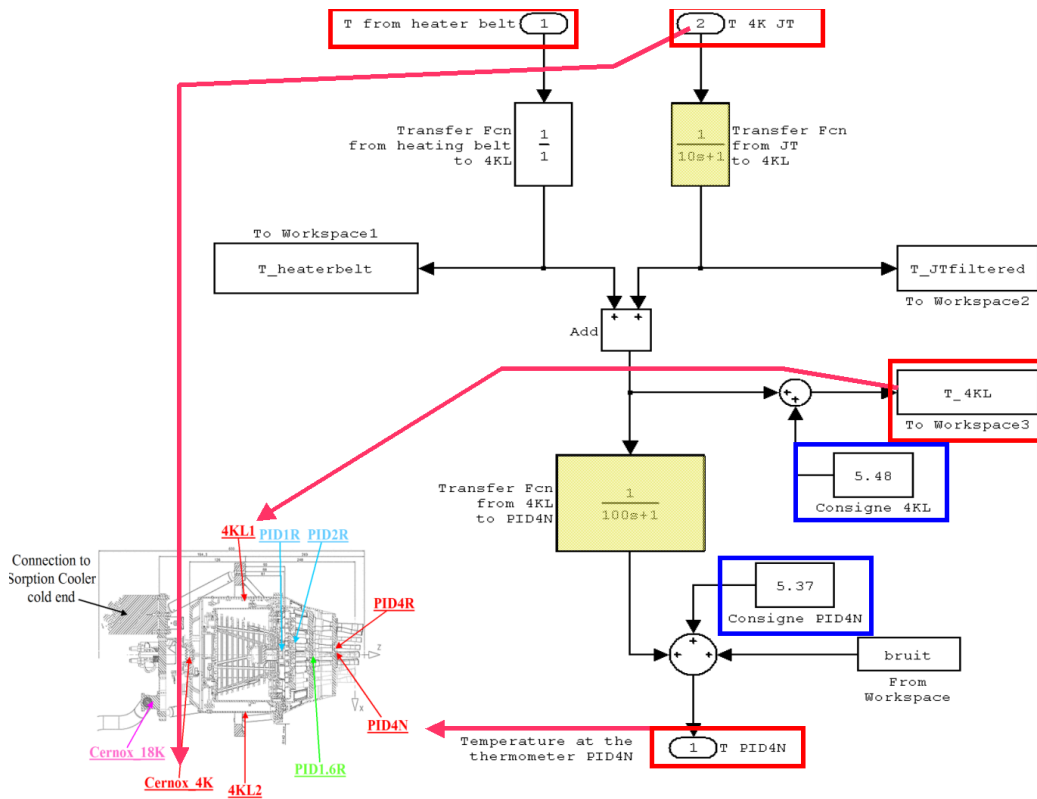 T from heater belt
1
2
T 4K JT
Transfer Fcn
from heating belt
to 4KL
1
1
1
10s+1
Transfer Fcn
from JT
to 4KL
To Workspace1
T_heaterbelt
T_JTfiltered
To Workspace2
+ +
Add
T_4KL
To Workspace3
+
+
5.48
Consigne 4KL
Transfer Fcn
from 4KL
to PID4N
1
100s+1
5.37
Consigne PID4N
+
+
+
bruit
From
Workspace
Temperature at the
thermometer PID4N
1
T PID4N
4KL1
PID1R
PID2R
Connection to
Sorption Cooler
cold end
PID4R
Z
X
PID4N
Cernox_18K
PID1.6R
Cernox_4K
4KL2